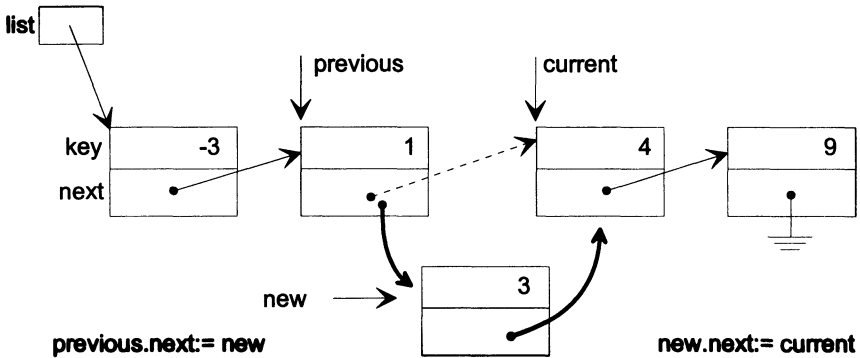 list
previous
current
key
-3
1
4
9
next
new
3
previous.next:= new
new.next:= current